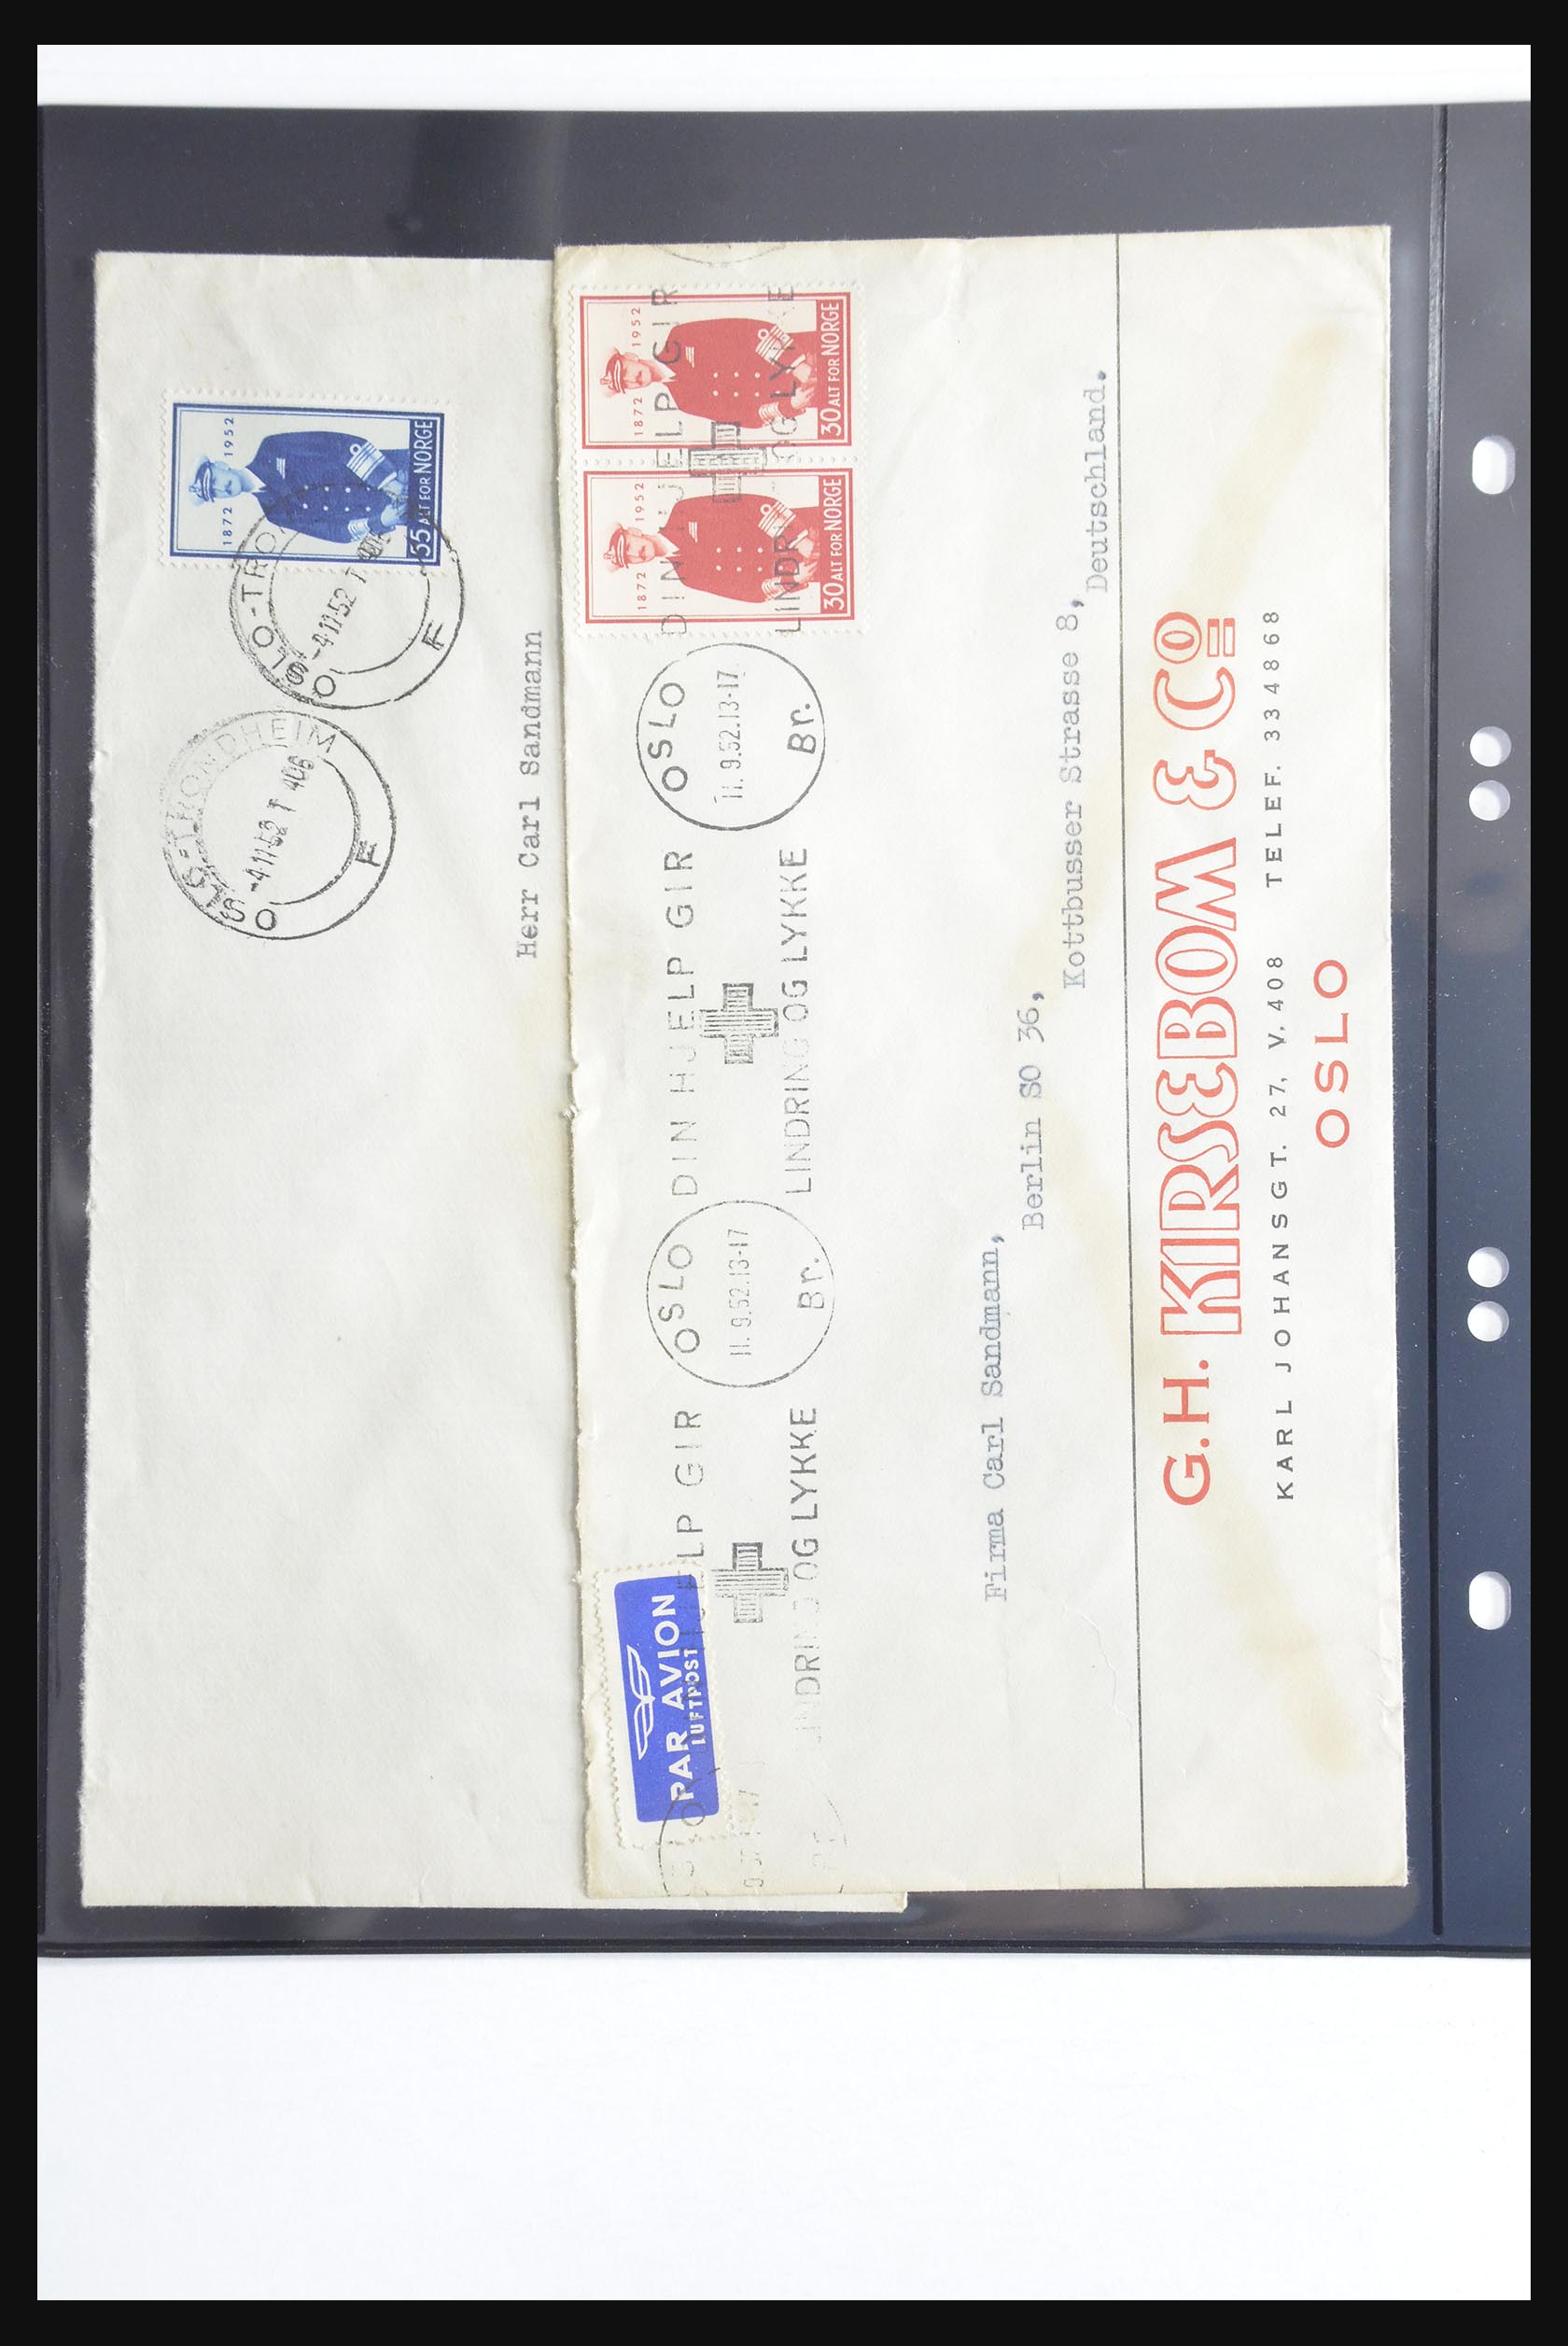 1872 1952
55 ALT FOR NORGE
OSLO-TRO
-4 11 52 T 406
F
OSLO-TRONDHEIM
-4 11 52 T 406
F
Herr Carl Sandmann
1872 1952
30 ALT FOR NORGE
1872 1952
30 ALT FOR NORGE
DIN HJELP GIR
LINDRING OG LYKKE
OSLO
11.9.52.13-17
Br.
DIN HJELP GIR
LINDRING OG LYKKE
OSLO
11.9.52.13-17
Br.
HJELP GIR
LINDRING OG LYKKE
PAR AVION
LUFTPOST
Firma Carl Sandmann,
Berlin SO 36,
Kottbusser Strasse 8,
Deutschland.
G.H. KIRSEBOM & Co
KARL JOHANSGT. 27, V. 408 TELEF. 334868
OSLO